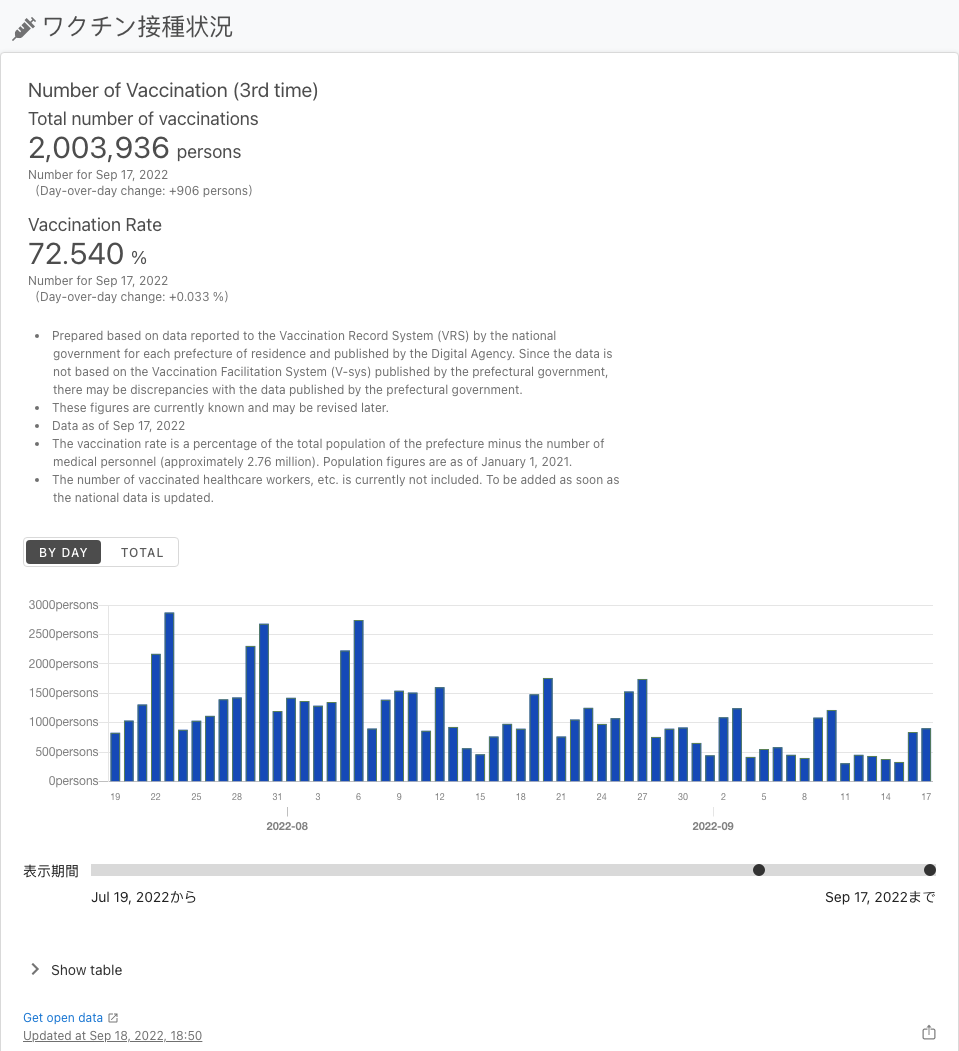 ワクチン接種状況
Number of Vaccination (3rd time)
Total number of vaccinations
2,003,936 persons
Number for Sep 17, 2022
(Day-over-day change: +906 persons)
Vaccination Rate
72.540 %
Number for Sep 17, 2022
(Day-over-day change: +0.033 %)
• Prepared based on data reported to the Vaccination Record System (VRS) by the national
government for each prefecture of residence and published by the Digital Agency. Since the data is
not based on the Vaccination Facilitation System (V-sys) published by the prefectural government,
there may be discrepancies with the data published by the prefectural government.
• These figures are currently known and may be revised later.
• Data as of Sep 17, 2022
• The vaccination rate is a percentage of the total population of the prefecture minus the number of
medical personnel (approximately 2.76 million). Population figures are as of January 1, 2021.
• The number of vaccinated healthcare workers, etc. is currently not included. To be added as soon as
the national data is updated.
BY DAY TOTAL
3000persons
2500persons
2000persons
1500persons
1000persons
500persons
0persons
19 22 25 28 31 3 6 9 12 15 18 21 24 27 30 2 5 8 11 14 17
2022-08 2022-09
表示期間
Jul 19, 2022から Sep 17, 2022まで
Show table
Get open data
Updated at Sep 18, 2022, 18:50